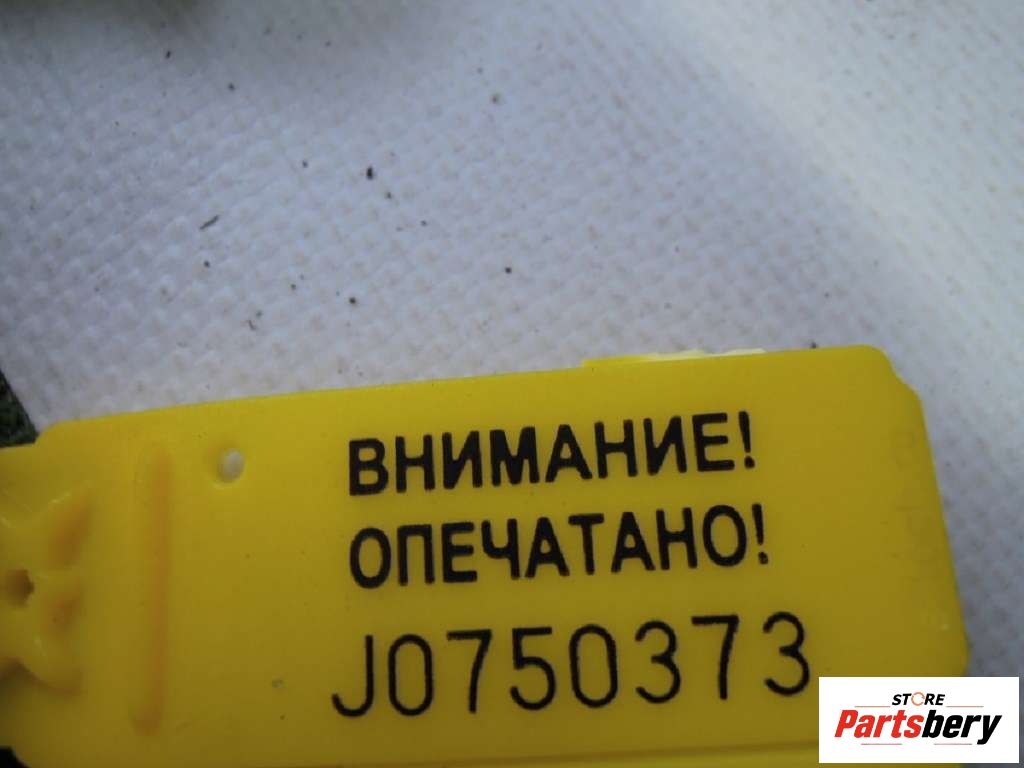 ВНИМАНИЕ!
ОПЕЧАТАНО!
J0750373
STORE
Partsbery